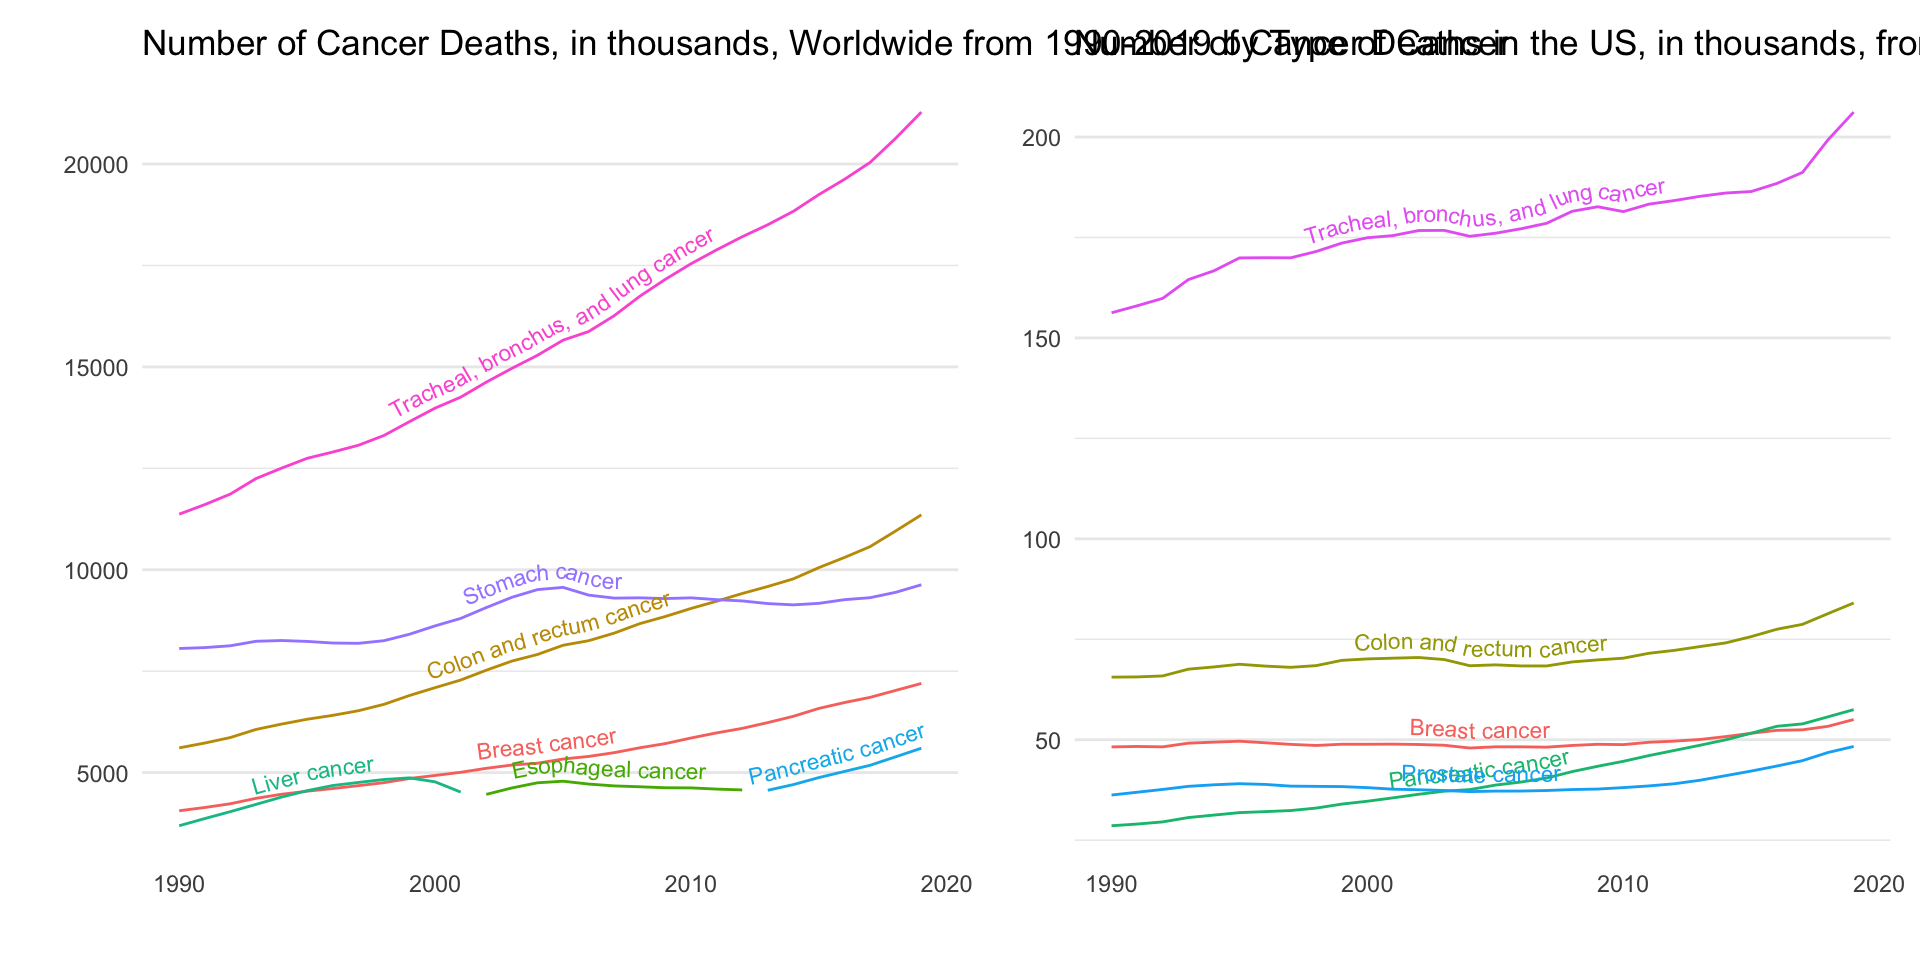 Number of Cancer Deaths, in thousands, Worldwide from 1990-2019 by Type of Cancer
Number of Cancer Deaths in the US, in thousands, fro
20000
15000
10000
5000
Tracheal, bronchus, and lung cancer
Stomach cancer
Colon and rectum cancer
Breast cancer
Liver cancer
Esophageal cancer
Pancreatic cancer
1990
2000
2010
2020
200
150
100
50
Tracheal, bronchus, and lung cancer
Colon and rectum cancer
Breast cancer
Prostate cancer
Pancreatic cancer
1990
2000
2010
2020